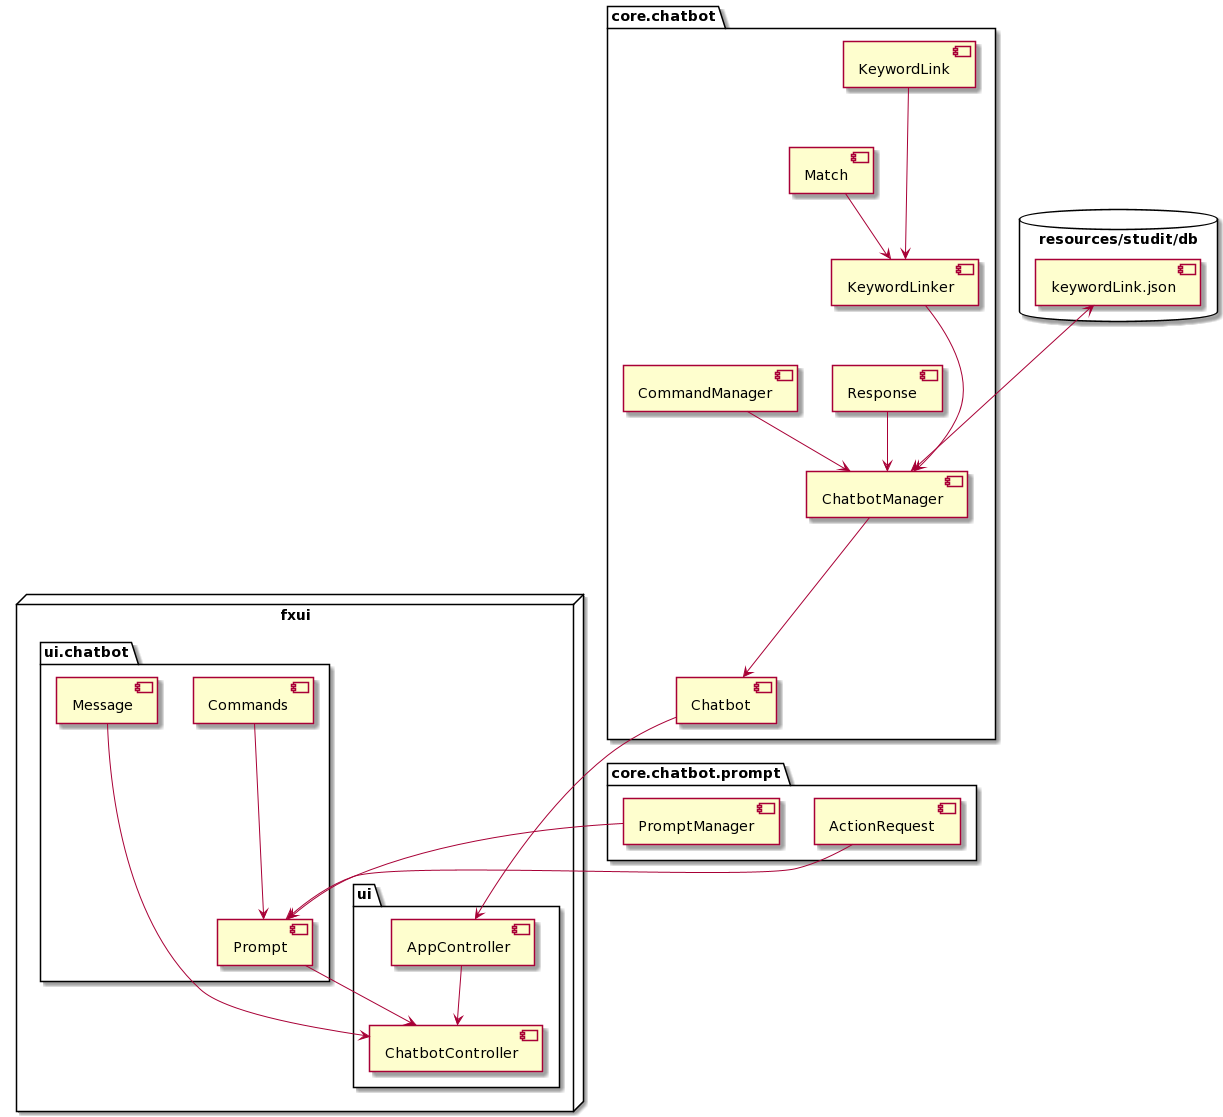 core.chatbot
KeywordLink
Match
resources/studit/db
KeywordLinker
keywordLink.json
CommandManager
Response
ChatbotManager
fxui
ui.chatbot
Message
Commands
Chatbot
core.chatbot.prompt
PromptManager
ActionRequest
ui
Prompt
AppController
ChatbotController